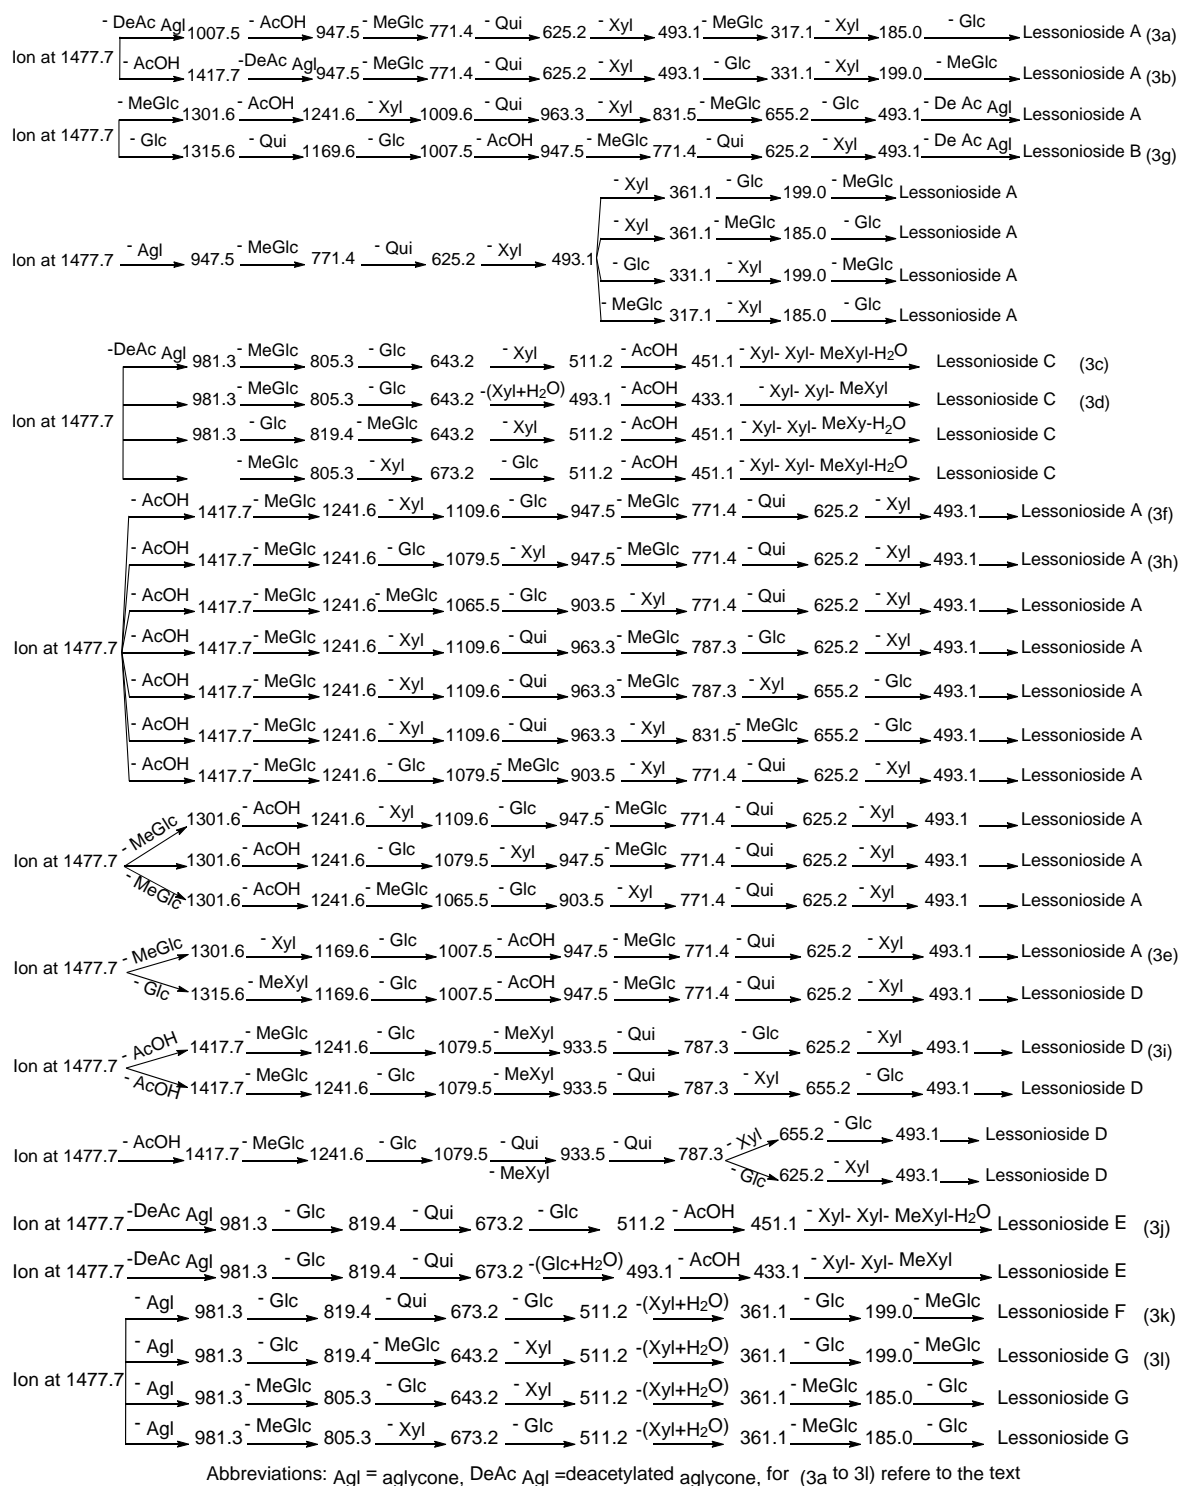 Ion at 1477.7 - DeAc Agl 1007.5 - AcOH 947.5 - MeGlc 771.4 - Qui 625.2 - Xyl 493.1 - MeGlc 317.1 - Xyl 185.0 - Glc Lessonioside A (3a)
- AcOH 1417.7 -DeAc Agl 947.5 - MeGlc 771.4 - Qui 625.2 - Xyl 493.1 - Glc 331.1 - Xyl 199.0 - MeGlc Lessonioside A (3b)
Ion at 1477.7 - MeGlc 1301.6 - AcOH 1241.6 - Xyl 1009.6 - Qui 963.3 - Xyl 831.5 - MeGlc 655.2 - Glc 493.1 - De Ac Agl Lessonioside A
- Glc 1315.6 - Qui 1169.6 - Glc 1007.5 - AcOH 947.5 - MeGlc 771.4 - Qui 625.2 - Xyl 493.1 - De Ac Agl Lessonioside B (3g)
- Xyl 361.1 - Glc 199.0 - MeGlc Lessonioside A
- Xyl 361.1 - MeGlc 185.0 - Glc Lessonioside A
Ion at 1477.7 - Agl 947.5 - MeGlc 771.4 - Qui 625.2 - Xyl 493.1
- Glc 331.1 - Xyl 199.0 - MeGlc Lessonioside A
- MeGlc 317.1 - Xyl 185.0 - Glc Lessonioside A
-DeAc Agl 981.3 - MeGlc 805.3 - Glc 643.2 - Xyl 511.2 - AcOH 451.1 - Xyl- Xyl- MeXyl-H2O Lessonioside C (3c)
Ion at 1477.7 981.3 - MeGlc 805.3 - Glc 643.2 -(Xyl+H2O) 493.1 - AcOH 433.1 - Xyl- Xyl- MeXyl Lessonioside C (3d)
981.3 - Glc 819.4 - MeGlc 643.2 - Xyl 511.2 - AcOH 451.1 - Xyl- Xyl- MeXy-H2O Lessonioside C
- MeGlc 805.3 - Xyl 673.2 - Glc 511.2 - AcOH 451.1 - Xyl- Xyl- MeXyl-H2O Lessonioside C
- AcOH 1417.7 - MeGlc 1241.6 - Xyl 1109.6 - Glc 947.5 - MeGlc 771.4 - Qui 625.2 - Xyl 493.1 Lessonioside A (3f)
- AcOH 1417.7 - MeGlc 1241.6 - Glc 1079.5 - Xyl 947.5 - MeGlc 771.4 - Qui 625.2 - Xyl 493.1 Lessonioside A (3h)
- AcOH 1417.7 - MeGlc 1241.6 - MeGlc 1065.5 - Glc 903.5 - Xyl 771.4 - Qui 625.2 - Xyl 493.1 Lessonioside A
Ion at 1477.7 - AcOH 1417.7 - MeGlc 1241.6 - Xyl 1109.6 - Qui 963.3 - MeGlc 787.3 - Glc 625.2 - Xyl 493.1 Lessonioside A
- AcOH 1417.7 - MeGlc 1241.6 - Xyl 1109.6 - Qui 963.3 - MeGlc 787.3 - Xyl 655.2 - Glc 493.1 Lessonioside A
- AcOH 1417.7 - MeGlc 1241.6 - Xyl 1109.6 - Qui 963.3 - Xyl 831.5 - MeGlc 655.2 - Glc 493.1 Lessonioside A
- AcOH 1417.7 - MeGlc 1241.6 - Glc 1079.5 - MeGlc 903.5 - Xyl 771.4 - Qui 625.2 - Xyl 493.1 Lessonioside A
- MeGlc 1301.6 - AcOH 1241.6 - Xyl 1109.6 - Glc 947.5 - MeGlc 771.4 - Qui 625.2 - Xyl 493.1 Lessonioside A
Ion at 1477.7 1301.6 - AcOH 1241.6 - Glc 1079.5 - Xyl 947.5 - MeGlc 771.4 - Qui 625.2 - Xyl 493.1 Lessonioside A
- MeGlc 1301.6 - AcOH 1241.6 - MeGlc 1065.5 - Glc 903.5 - Xyl 771.4 - Qui 625.2 - Xyl 493.1 Lessonioside A
Ion at 1477.7 - MeGlc 1301.6 - Xyl 1169.6 - Glc 1007.5 - AcOH 947.5 - MeGlc 771.4 - Qui 625.2 - Xyl 493.1 Lessonioside A (3e)
- Glc 1315.6 - MeXyl 1169.6 - Glc 1007.5 - AcOH 947.5 - MeGlc 771.4 - Qui 625.2 - Xyl 493.1 Lessonioside D
Ion at 1477.7 - AcOH 1417.7 - MeGlc 1241.6 - Glc 1079.5 - MeXyl 933.5 - Qui 787.3 - Glc 625.2 - Xyl 493.1 Lessonioside D (3i)
- AcOH 1417.7 - MeGlc 1241.6 - Glc 1079.5 - MeXyl 933.5 - Qui 787.3 - Xyl 655.2 - Glc 493.1 Lessonioside D
- Xyl 655.2 - Glc 493.1 Lessonioside D
Ion at 1477.7 - AcOH 1417.7 - MeGlc 1241.6 - Glc 1079.5 - Qui 933.5 - Qui 787.3
- MeXyl
- Glc 625.2 - Xyl 493.1 Lessonioside D
Ion at 1477.7 -DeAc Agl 981.3 - Glc 819.4 - Qui 673.2 - Glc 511.2 - AcOH 451.1 - Xyl- Xyl- MeXyl-H2O Lessonioside E (3j)
Ion at 1477.7 -DeAc Agl 981.3 - Glc 819.4 - Qui 673.2 -(Glc+H2O) 493.1 - AcOH 433.1 - Xyl- Xyl- MeXyl Lessonioside E
- Agl 981.3 - Glc 819.4 - Qui 673.2 - Glc 511.2 -(Xyl+H2O) 361.1 - Glc 199.0 - MeGlc Lessonioside F (3k)
- Agl 981.3 - Glc 819.4 - MeGlc 643.2 - Xyl 511.2 -(Xyl+H2O) 361.1 - Glc 199.0 - MeGlc Lessonioside G (3l)
Ion at 1477.7 - Agl 981.3 - MeGlc 805.3 - Glc 643.2 - Xyl 511.2 -(Xyl+H2O) 361.1 - MeGlc 185.0 - Glc Lessonioside G
- Agl 981.3 - MeGlc 805.3 - Xyl 673.2 - Glc 511.2 -(Xyl+H2O) 361.1 - MeGlc 185.0 - Glc Lessonioside G
Abbreviations: Agl = aglycone, DeAc Agl =deacetylated aglycone, for (3a to 3l) refere to the text